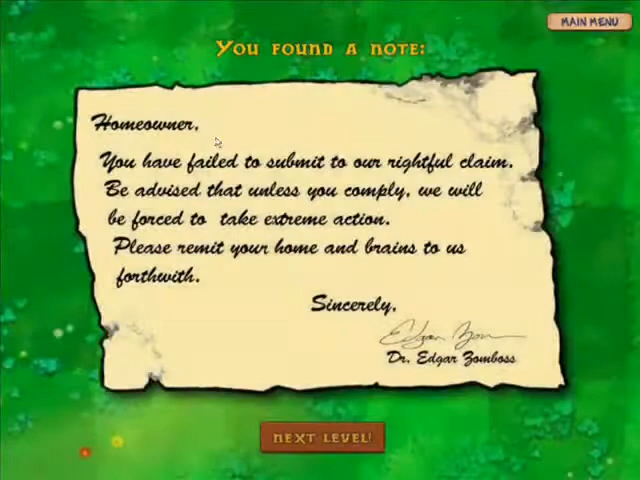 MAIN MENU
YOU FOUND A NOTE:
Homeowner,
You have failed to submit to our rightful claim.
Be advised that unless you comply, we will
be forced to take extreme action.
Please remit your home and brains to us
forthwith.
Sincerely,
Edgar Zom
Dr. Edgar Zomboss
NEXT LEVEL!